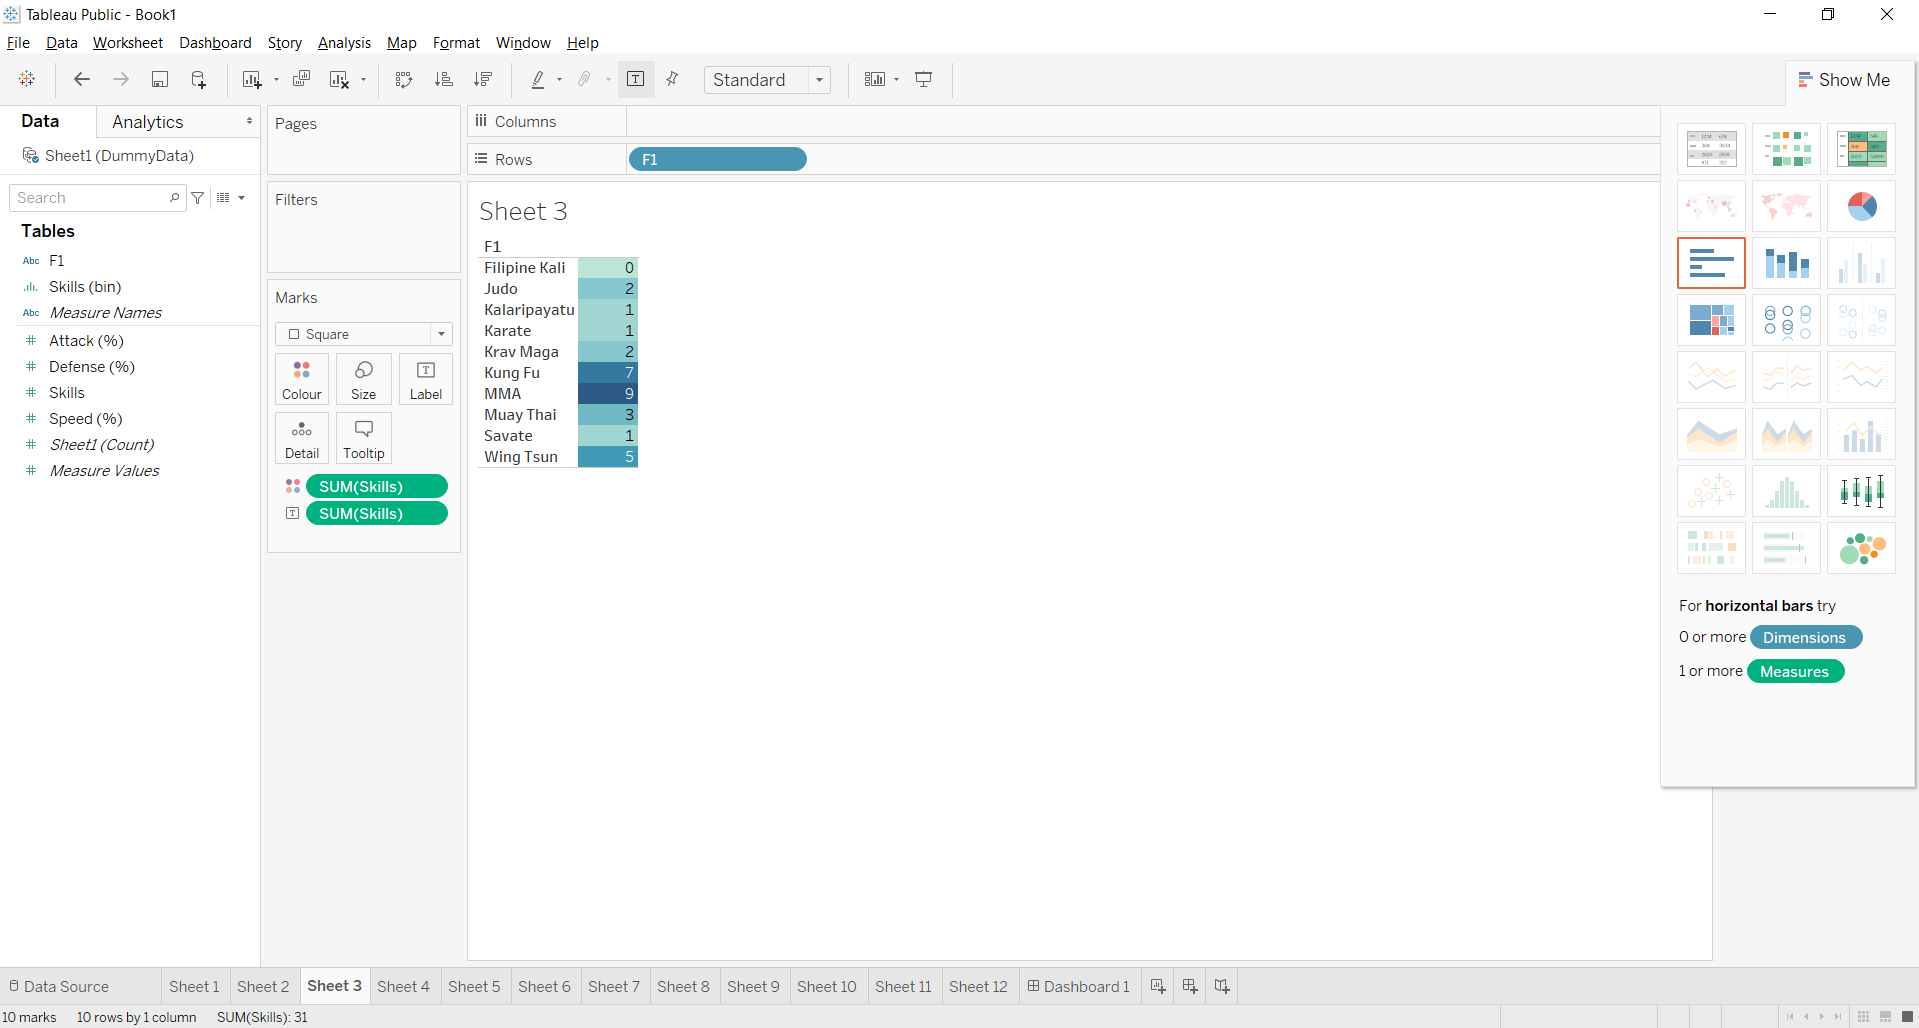 Tableau Public - Book1
File Data Worksheet Dashboard Story Analysis Map Format Window Help
Standard
Show Me
Data Analytics
Sheet1 (DummyData)
Search
Tables
Abc F1
Skills (bin)
Abc Measure Names
Attack (%)
Defense (%)
Skills
Speed (%)
Sheet1 (Count)
Measure Values
Pages
Filters
Marks
Square
Colour Size Label
Detail Tooltip
SUM(Skills)
SUM(Skills)
Columns
Rows F1
Sheet 3
F1
Filipine Kali 0
Judo 2
Kalaripayatu 1
Karate 1
Krav Maga 2
Kung Fu 7
MMA 9
Muay Thai 3
Savate 1
Wing Tsun 5
For horizontal bars try
0 or more Dimensions
1 or more Measures
Data Source Sheet 1 Sheet 2 Sheet 3 Sheet 4 Sheet 5 Sheet 6 Sheet 7 Sheet 8 Sheet 9 Sheet 10 Sheet 11 Sheet 12 Dashboard 1
10 marks 10 rows by 1 column SUM(Skills): 31